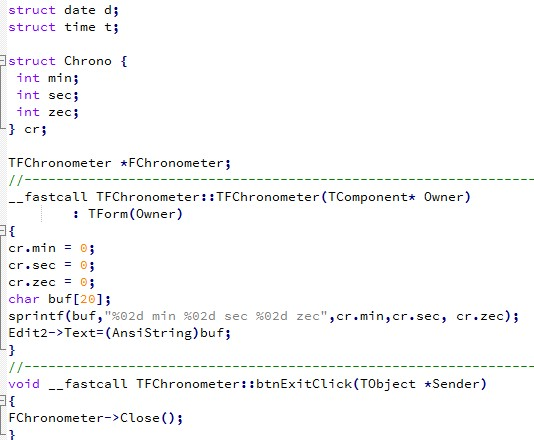 struct date d;
struct time t;
struct Chrono {
int min;
int sec;
int zec;
} cr;
TFChronometer *FChronometer;
//---------------------------------------------------------------
__fastcall TFChronometer::TFChronometer(TComponent* Owner)
: TForm(Owner)
{
cr.min = 0;
cr.sec = 0;
cr.zec = 0;
char buf[20];
sprintf(buf,"%02d min %02d sec %02d zec",cr.min,cr.sec, cr.zec);
Edit2->Text=(AnsiString)buf;
}
//---------------------------------------------------------------
void __fastcall TFChronometer::btnExitClick(TObject *Sender)
{
FChronometer->Close();
}